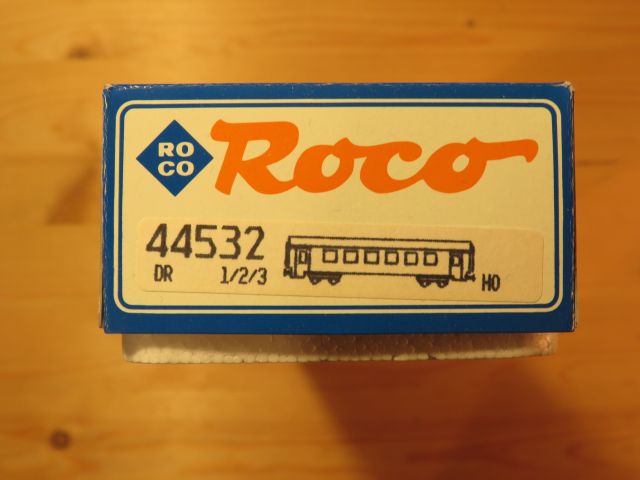 RO
CO
Roco
44532
DR 1/2/3
HO